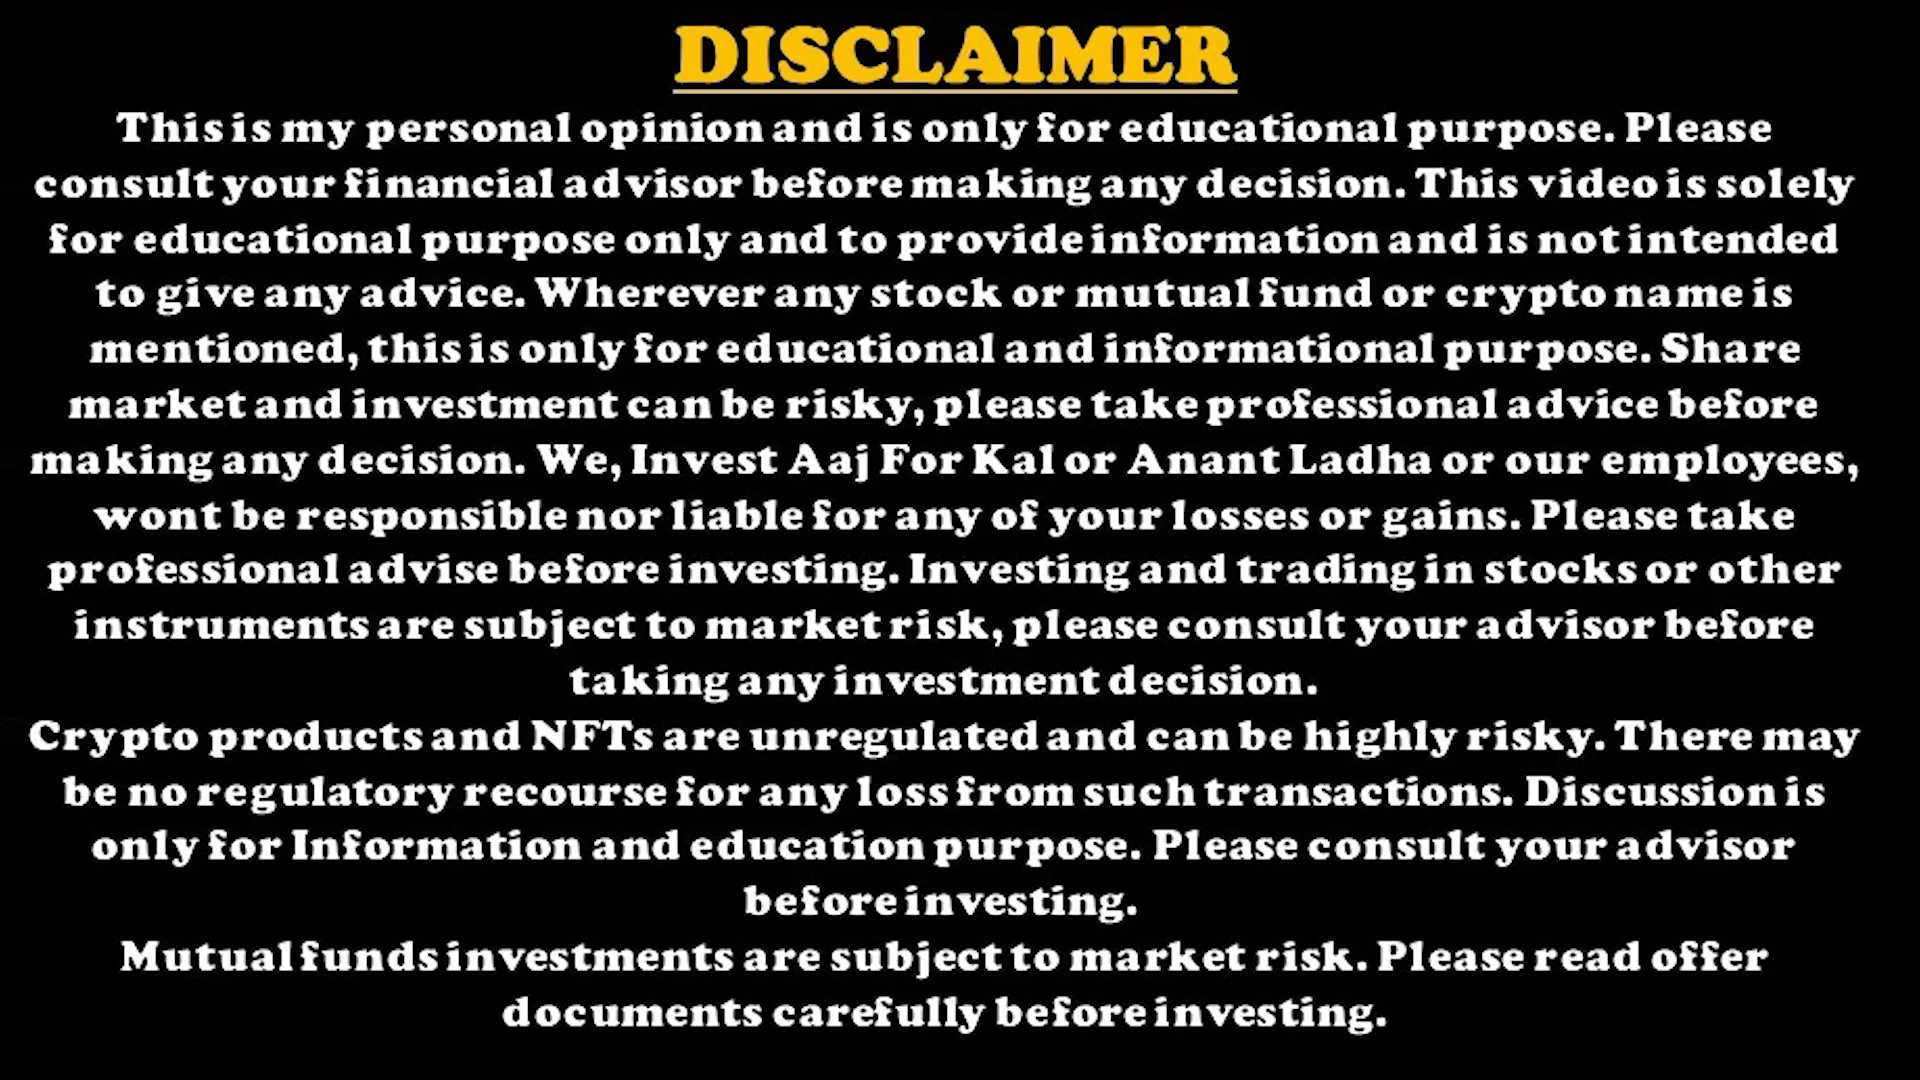 DISCLAIMER
This is my personal opinion and is only for educational purpose. Please
consult your financial advisor before making any decision. This video is solely
for educational purpose only and to provide information and is not intended
to give any advice. Wherever any stock or mutual fund or crypto name is
mentioned, this is only for educational and informational purpose. Share
market and investment can be risky, please take professional advice before
making any decision. We, Invest Aaj For Kal or Anant Ladha or our employees,
wont be responsible nor liable for any of your losses or gains. Please take
professional advise before investing. Investing and trading in stocks or other
instruments are subject to market risk, please consult your advisor before
taking any investment decision.
Crypto products and NFTs are unregulated and can be highly risky. There may
be no regulatory recourse for any loss from such transactions. Discussion is
only for Information and education purpose. Please consult your advisor
before investing.
Mutual funds investments are subject to market risk. Please read offer
documents carefully before investing.